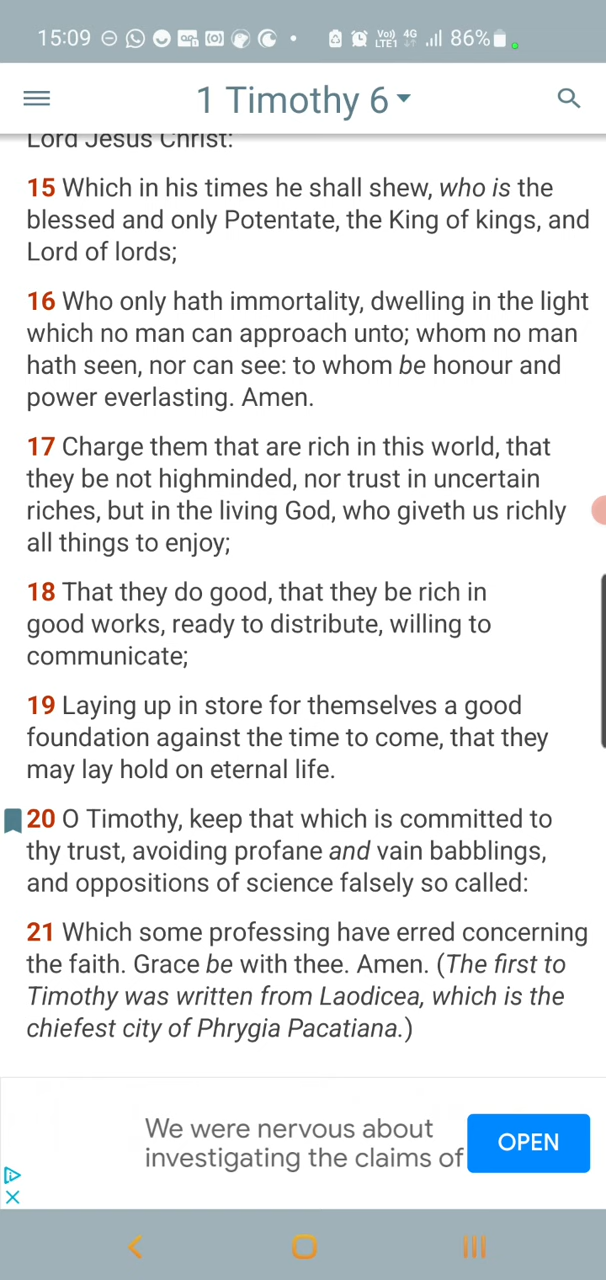 15:09
Vo)) 4G
LTE1 86%
1 Timothy 6
Lord Jesus Christ:
15 Which in his times he shall shew, who is the
blessed and only Potentate, the King of kings, and
Lord of lords;
16 Who only hath immortality, dwelling in the light
which no man can approach unto; whom no man
hath seen, nor can see: to whom be honour and
power everlasting. Amen.
17 Charge them that are rich in this world, that
they be not highminded, nor trust in uncertain
riches, but in the living God, who giveth us richly
all things to enjoy;
18 That they do good, that they be rich in
good works, ready to distribute, willing to
communicate;
19 Laying up in store for themselves a good
foundation against the time to come, that they
may lay hold on eternal life.
20 O Timothy, keep that which is committed to
thy trust, avoiding profane and vain babblings,
and oppositions of science falsely so called:
21 Which some professing have erred concerning
the faith. Grace be with thee. Amen. (The first to
Timothy was written from Laodicea, which is the
chiefest city of Phrygia Pacatiana.)
We were nervous about
investigating the claims of
OPEN